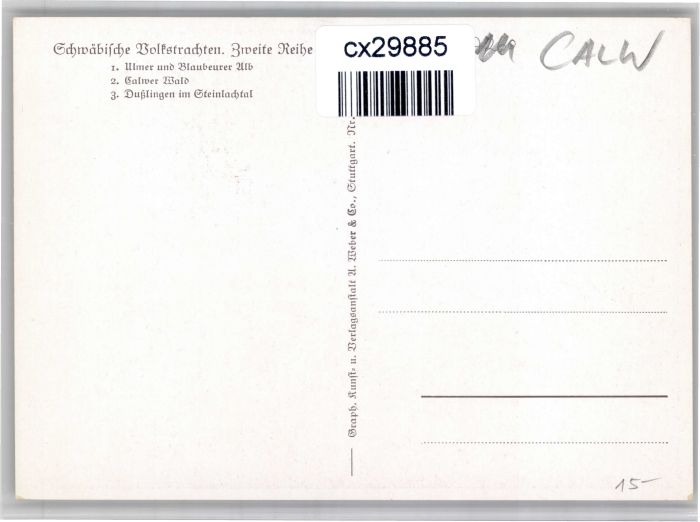 Schwäbische Volkstrachten. Zweite Reihe
1. Ulmer und Blaubeurer Alb
2. Calwer Wald
3. Dußlingen im Steinlachtal
cx29885
CALW
Graph. Kunst- u. Verlagsanstalt A. Weber & Co., Stuttgart. Nr.
15-